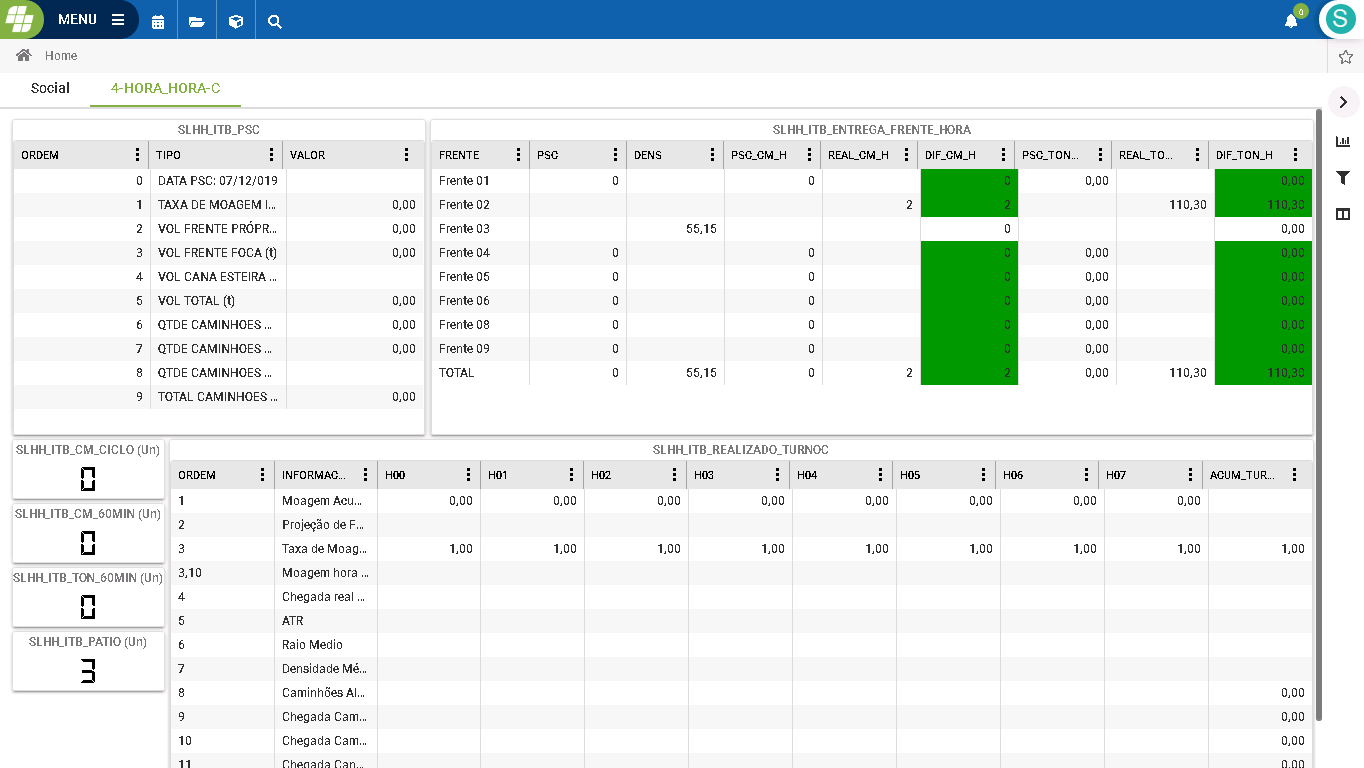 MENU
0
S
Home
Social 4-HORA_HORA-C
SLHH_ITB_PSC
ORDEM TIPO VALOR
0 DATA PSC: 07/12/019
1 TAXA DE MOAGEM I... 0,00
2 VOL FRENTE PRÓPR... 0,00
3 VOL FRENTE FOCA (t) 0,00
4 VOL CANA ESTEIRA ...
5 VOL TOTAL (t) 0,00
6 QTDE CAMINHOES ... 0,00
7 QTDE CAMINHOES ... 0,00
8 QTDE CAMINHOES ...
9 TOTAL CAMINHOES ... 0,00
SLHH_ITB_ENTREGA_FRENTE_HORA
FRENTE PSC DENS PSC_CM_H REAL_CM_H DIF_CM_H PSC_TON... REAL_TO... DIF_TON_H
Frente 01 0 0 0 0,00 0,00
Frente 02 2 2 110,30 110,30
Frente 03 55,15 0 0,00
Frente 04 0 0 0 0,00 0,00
Frente 05 0 0 0 0,00 0,00
Frente 06 0 0 0 0,00 0,00
Frente 08 0 0 0 0,00 0,00
Frente 09 0 0 0 0,00 0,00
TOTAL 0 55,15 0 2 2 0,00 110,30 110,30
SLHH_ITB_CM_CICLO (Un)
0
SLHH_ITB_CM_60MIN (Un)
0
SLHH_ITB_TON_60MIN (Un)
0
SLHH_ITB_PATIO (Un)
3
SLHH_ITB_REALIZADO_TURNOC
ORDEM INFORMAC... H00 H01 H02 H03 H04 H05 H06 H07 ACUM_TUR...
1 Moagem Acu... 0,00 0,00 0,00 0,00 0,00 0,00 0,00 0,00
2 Projeção de F...
3 Taxa de Moag... 1,00 1,00 1,00 1,00 1,00 1,00 1,00 1,00 1,00
3,10 Moagem hora ...
4 Chegada real ...
5 ATR
6 Raio Medio
7 Densidade Mé...
8 Caminhões Al... 0,00
9 Chegada Cam... 0,00
10 Chegada Cam... 0,00
11 Chegada Can... 0,00